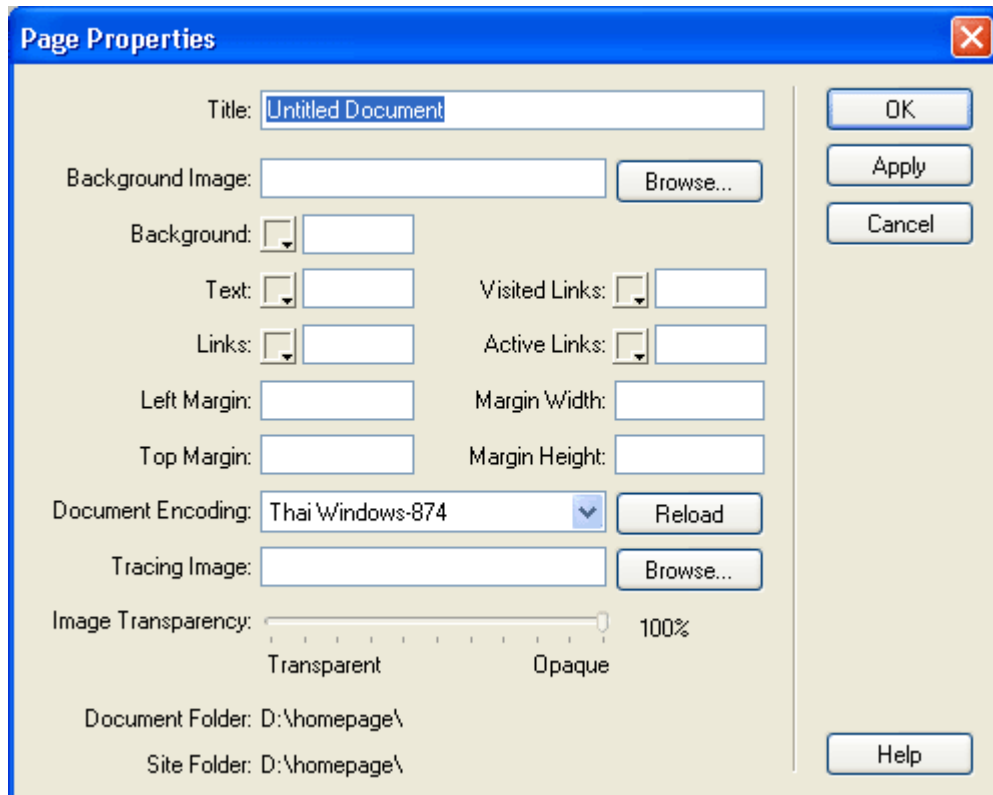 Page Properties
Title: Untitled Document OK
Background Image: Browse... Apply
Background: Cancel
Text: Visited Links:
Links: Active Links:
Left Margin: Margin Width:
Top Margin: Margin Height:
Document Encoding: Thai Windows-874 Reload
Tracing Image: Browse...
Image Transparency: 100%
Transparent Opaque
Document Folder: D:\homepage\
Site Folder: D:\homepage\ Help